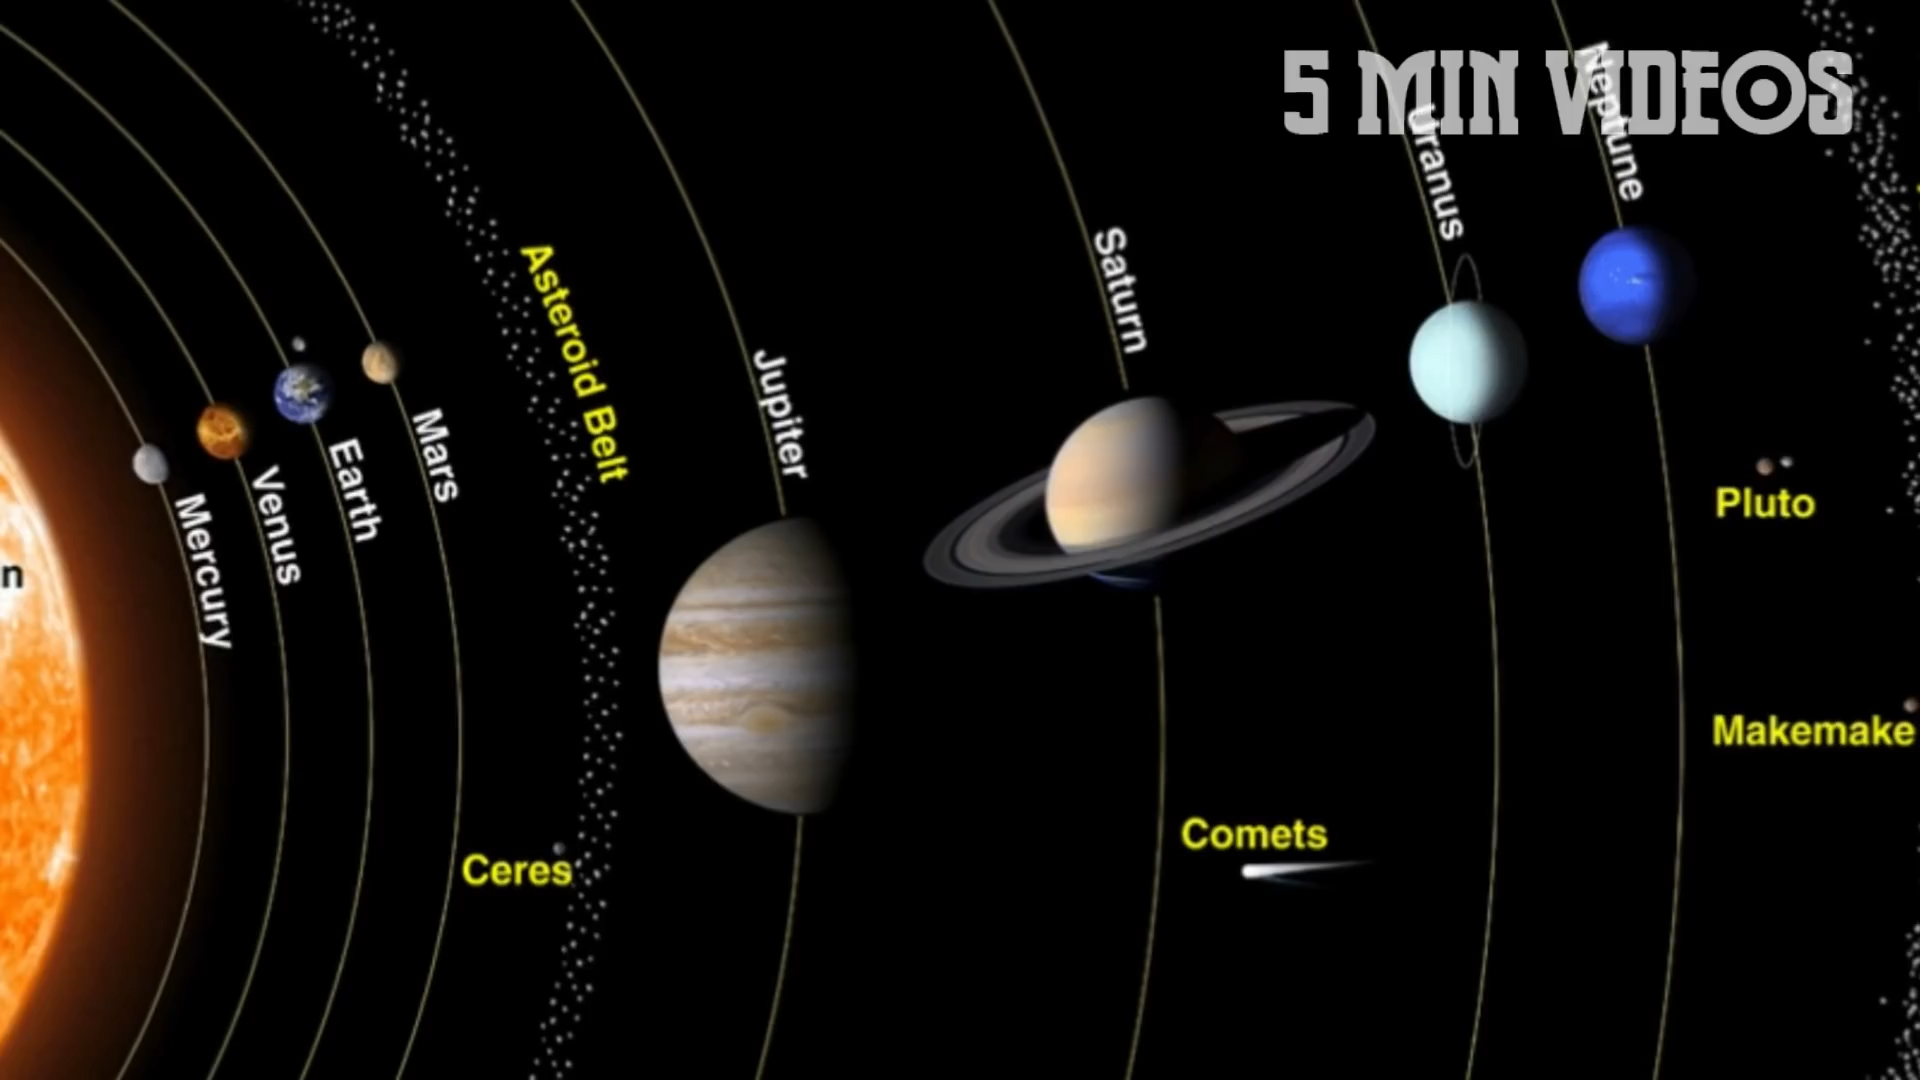 5 MIN VIDEOS
Neptune
Uranus
Saturn
Asteroid Belt
Jupiter
Mars
Earth
Venus
Mercury
Pluto
n
Makemake
Comets
Ceres